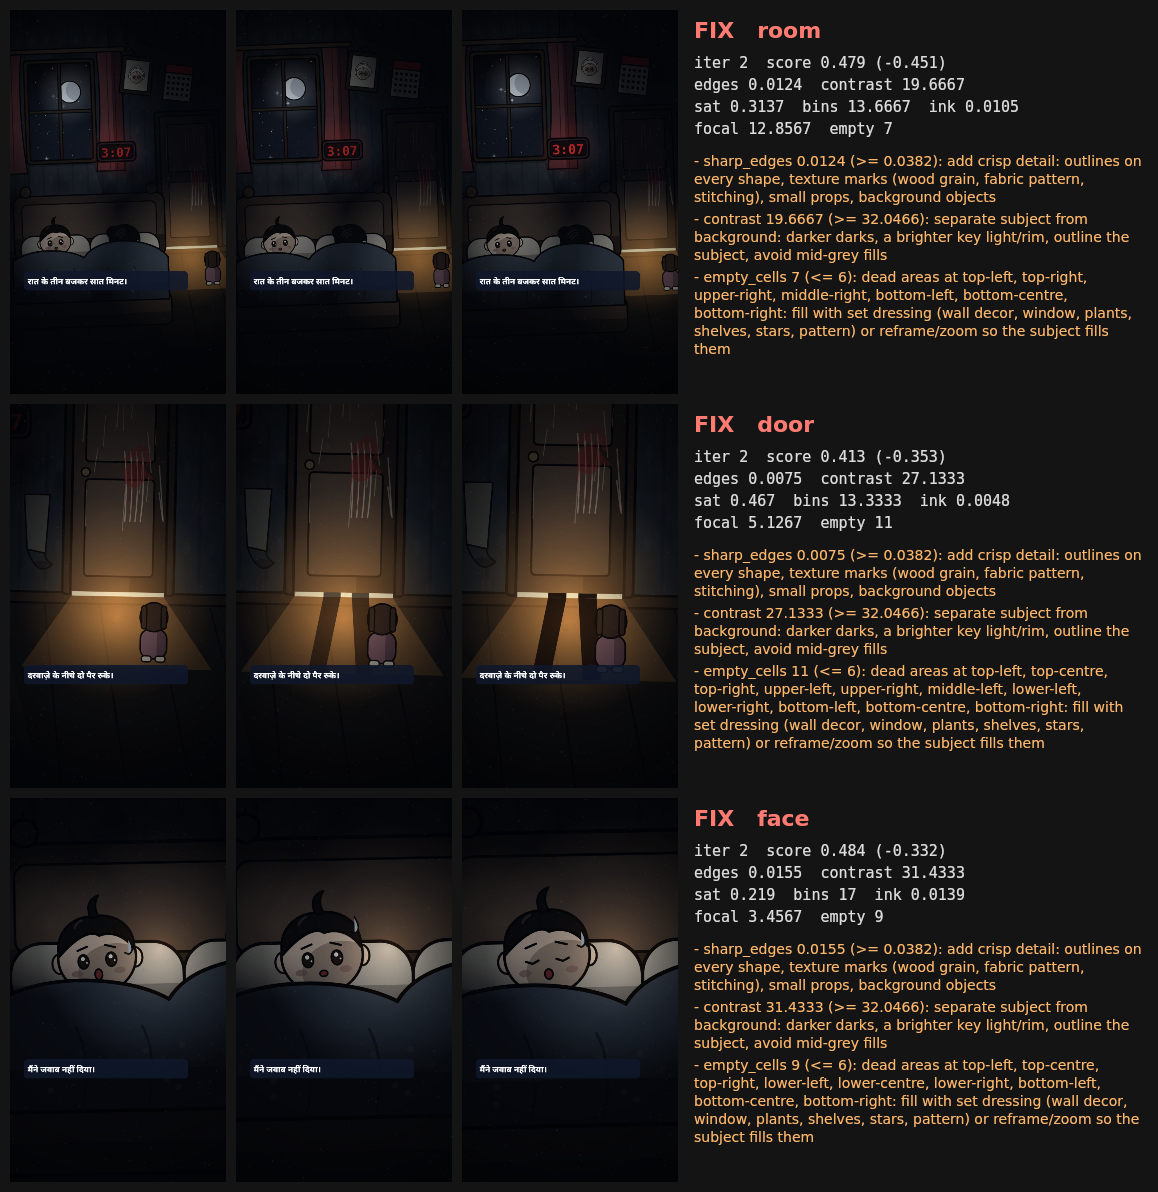 3:07
3:07
3:07
रात के तीन बजकर सात मिनट।
रात के तीन बजकर सात मिनट।
रात के तीन बजकर सात मिनट।
FIX room
iter 2 score 0.479 (-0.451)
edges 0.0124 contrast 19.6667
sat 0.3137 bins 13.6667 ink 0.0105
focal 12.8567 empty 7
- sharp_edges 0.0124 (>= 0.0382): add crisp detail: outlines on
every shape, texture marks (wood grain, fabric pattern,
stitching), small props, background objects
- contrast 19.6667 (>= 32.0466): separate subject from
background: darker darks, a brighter key light/rim, outline the
subject, avoid mid-grey fills
- empty_cells 7 (<= 6): dead areas at top-left, top-right,
upper-right, middle-right, bottom-left, bottom-centre,
bottom-right: fill with set dressing (wall decor, window, plants,
shelves, stars, pattern) or reframe/zoom so the subject fills
them
दरवाज़े के नीचे दो पैर रुके।
दरवाज़े के नीचे दो पैर रुके।
दरवाज़े के नीचे दो पैर रुके।
FIX door
iter 2 score 0.413 (-0.353)
edges 0.0075 contrast 27.1333
sat 0.467 bins 13.3333 ink 0.0048
focal 5.1267 empty 11
- sharp_edges 0.0075 (>= 0.0382): add crisp detail: outlines on
every shape, texture marks (wood grain, fabric pattern,
stitching), small props, background objects
- contrast 27.1333 (>= 32.0466): separate subject from
background: darker darks, a brighter key light/rim, outline the
subject, avoid mid-grey fills
- empty_cells 11 (<= 6): dead areas at top-left, top-centre,
top-right, upper-left, upper-right, middle-left, lower-left,
lower-right, bottom-left, bottom-centre, bottom-right: fill with
set dressing (wall decor, window, plants, shelves, stars,
pattern) or reframe/zoom so the subject fills them
मैंने जवाब नहीं दिया।
मैंने जवाब नहीं दिया।
मैंने जवाब नहीं दिया।
FIX face
iter 2 score 0.484 (-0.332)
edges 0.0155 contrast 31.4333
sat 0.219 bins 17 ink 0.0139
focal 3.4567 empty 9
- sharp_edges 0.0155 (>= 0.0382): add crisp detail: outlines on
every shape, texture marks (wood grain, fabric pattern,
stitching), small props, background objects
- contrast 31.4333 (>= 32.0466): separate subject from
background: darker darks, a brighter key light/rim, outline the
subject, avoid mid-grey fills
- empty_cells 9 (<= 6): dead areas at top-left, top-centre,
top-right, lower-left, lower-centre, lower-right, bottom-left,
bottom-centre, bottom-right: fill with set dressing (wall decor,
window, plants, shelves, stars, pattern) or reframe/zoom so the
subject fills them